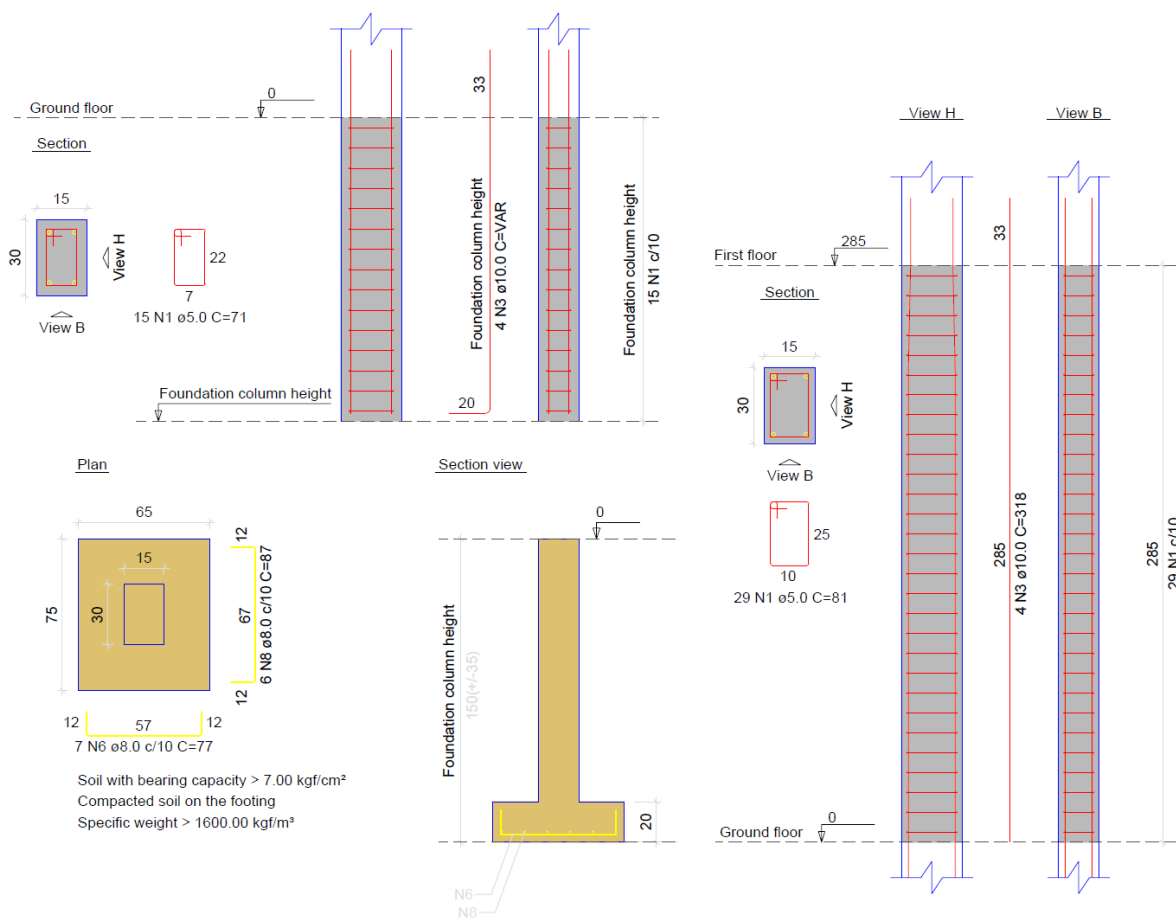 Ground floor
0
Section
15
30
View H
View B
22
7
15 N1 ø5.0 C=71
33
Foundation column height
4 N3 ø10.0 C=VAR
20
Foundation column height
15 N1 c/10
Foundation column height
Plan
65
75
15
30
12
67
12
6 N8 ø8.0 c/10 C=87
12
57
12
7 N6 ø8.0 c/10 C=77
Soil with bearing capacity > 7.00 kgf/cm²
Compacted soil on the footing
Specific weight > 1600.00 kgf/m³
Section view
0
Foundation column height
150(+/-35)
20
N6
N8
View H
View B
First floor
285
Section
15
30
View H
View B
25
10
29 N1 ø5.0 C=81
33
285
4 N3 ø10.0 C=318
285
29 N1 c/10
Ground floor
0